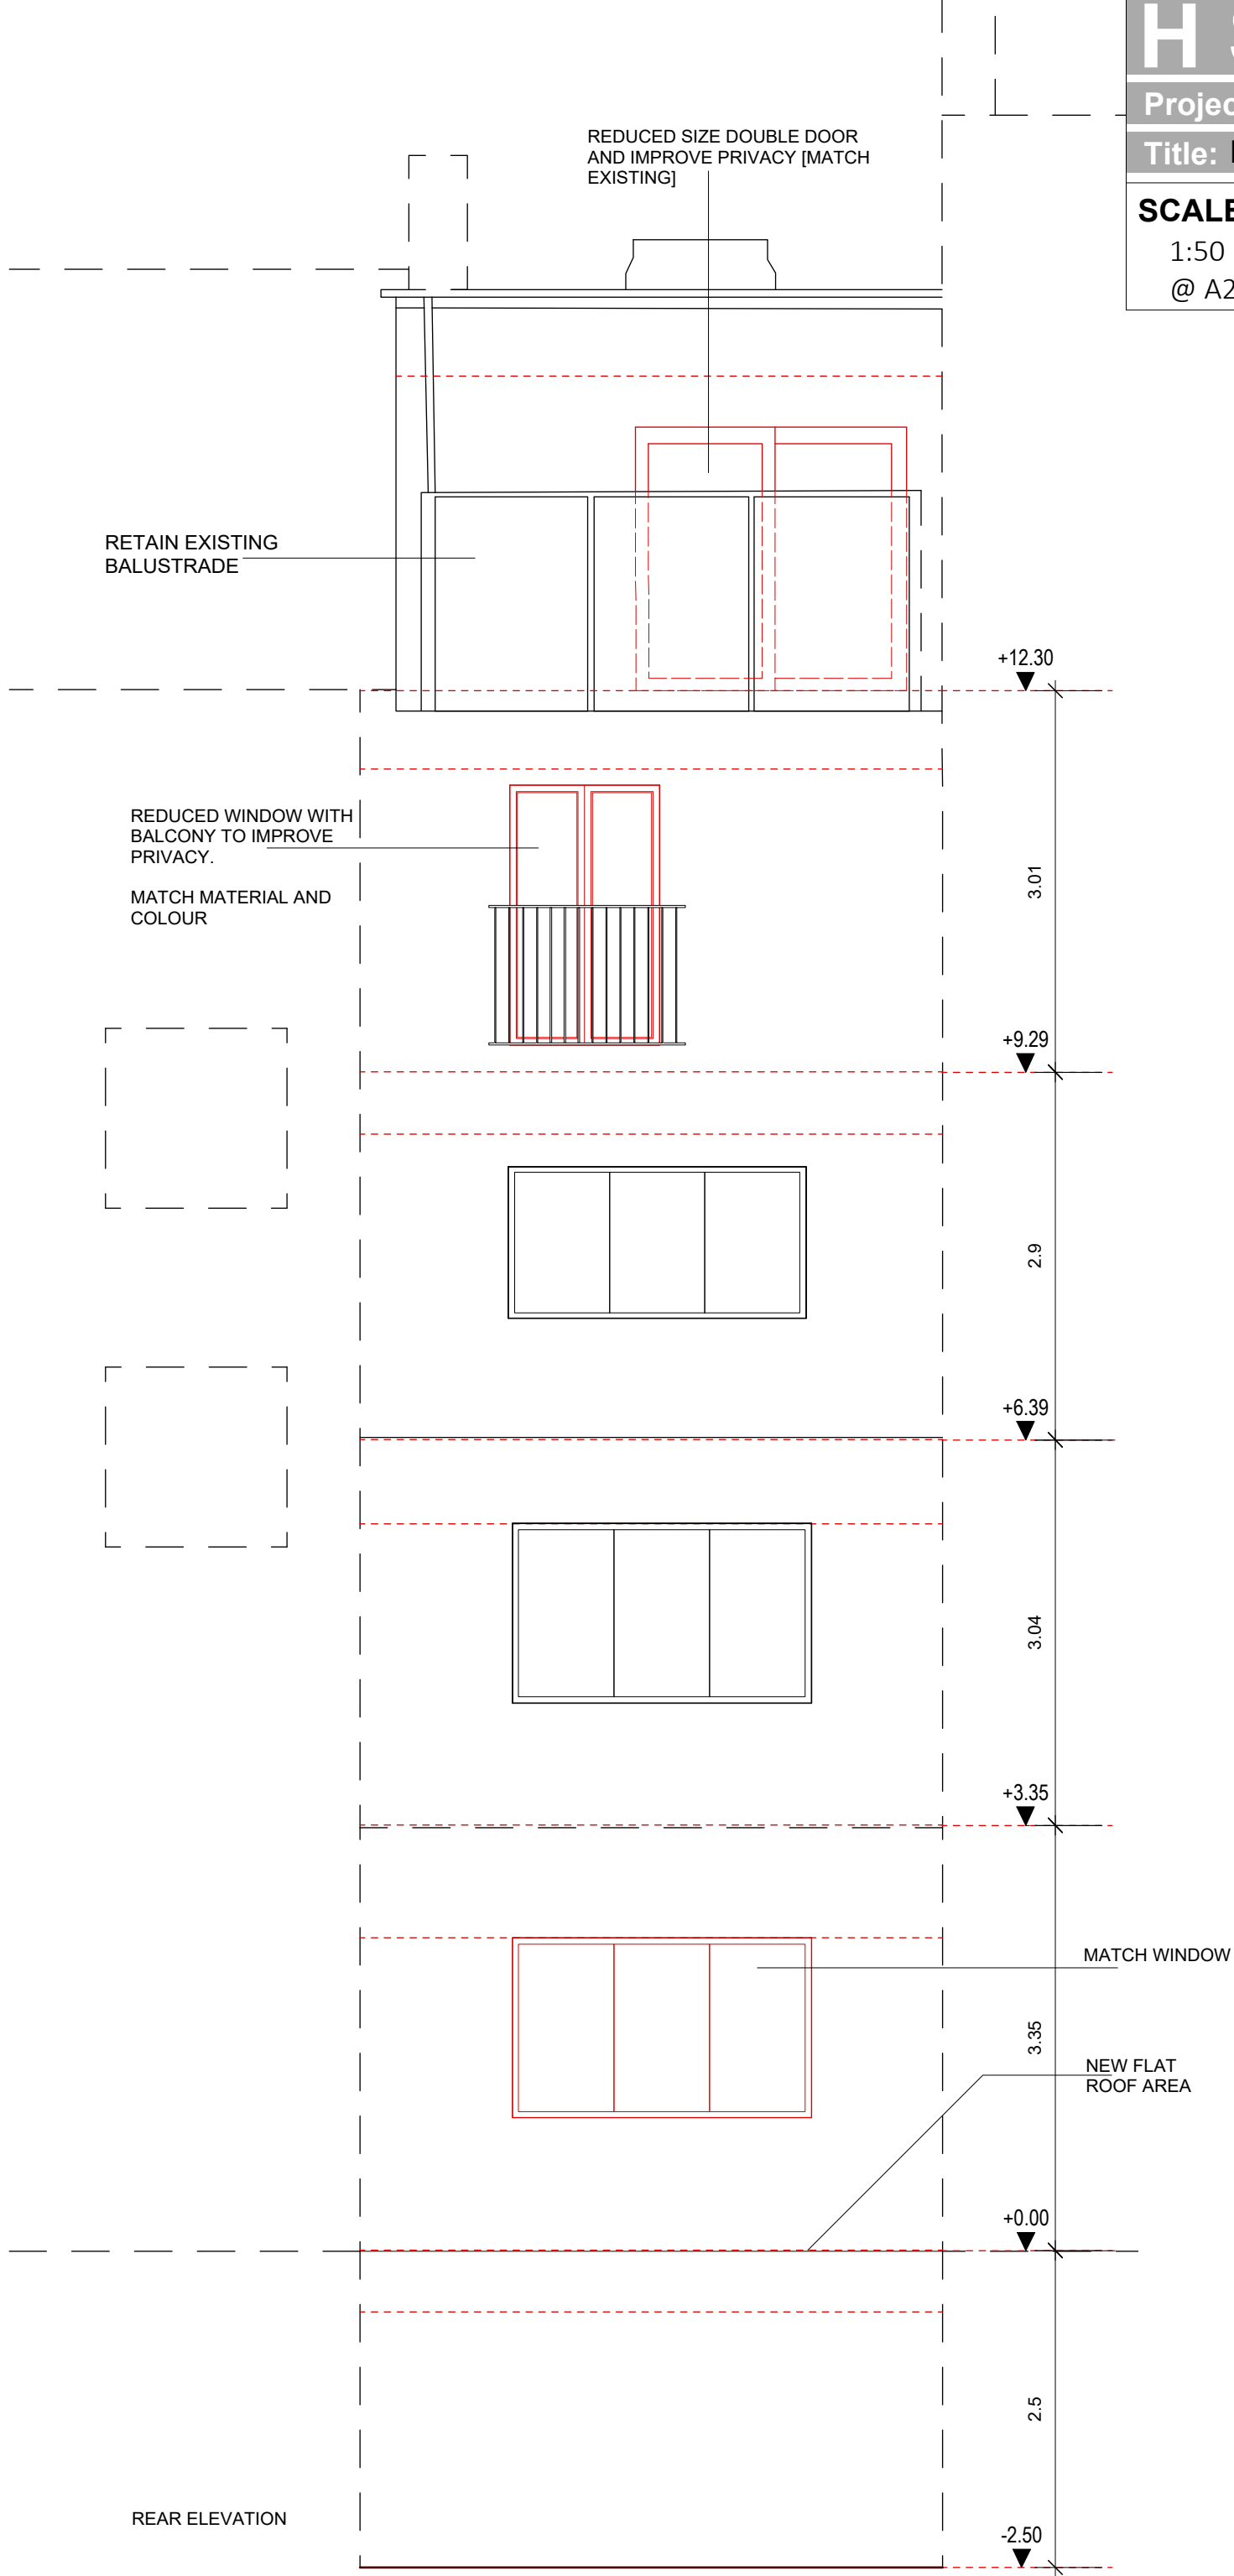 H
Title:
SCALE
1:50
@ A2
REDUCED SIZE DOUBLE DOOR
AND IMPROVE PRIVACY [MATCH
EXISTING]
RETAIN EXISTING
BALUSTRADE
+12.30
REDUCED WINDOW WITH
BALCONY TO IMPROVE
PRIVACY.
MATCH MATERIAL AND
COLOUR
3.01
+9.29
2.9
+6.39
3.04
+3.35
MATCH WINDOW
3.35
NEW FLAT
ROOF AREA
+0.00
2.5
REAR ELEVATION
-2.50